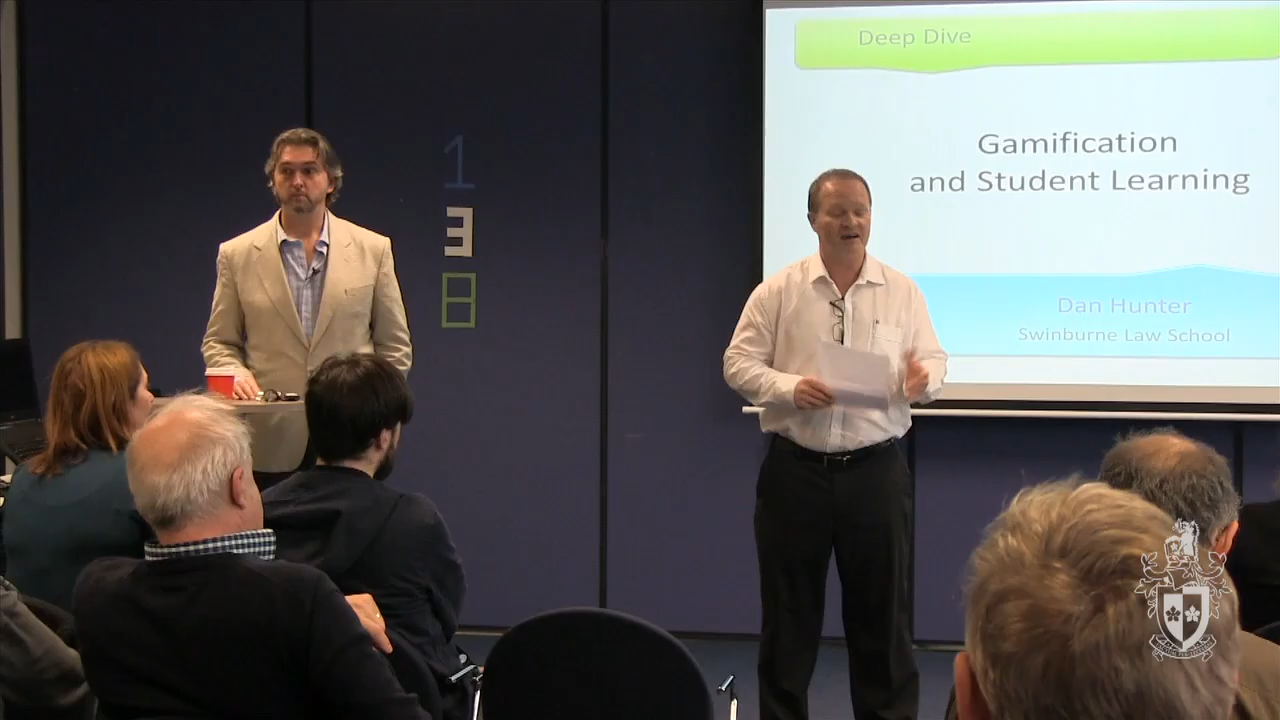 Deep Dive
Gamification
and Student Learning
Dan Hunter
Swinburne Law School
1
3
8